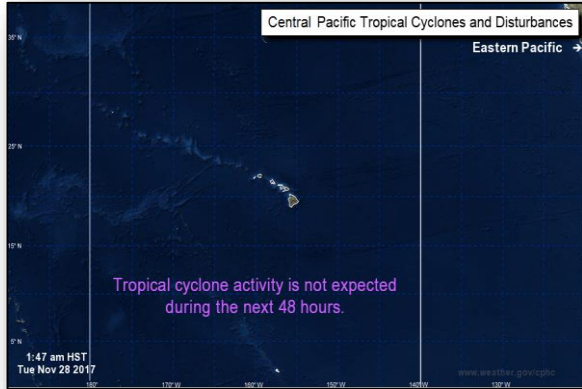 Central Pacific Tropical Cyclones and Disturbances
Eastern Pacific →
35° N
25° N
15° N
Tropical cyclone activity is not expected
during the next 48 hours.
5° N
1:47 am HST
Tue Nov 28 2017
www.weather.gov/cphc
180° 170° W 160° W 150° W 140° W 130° W